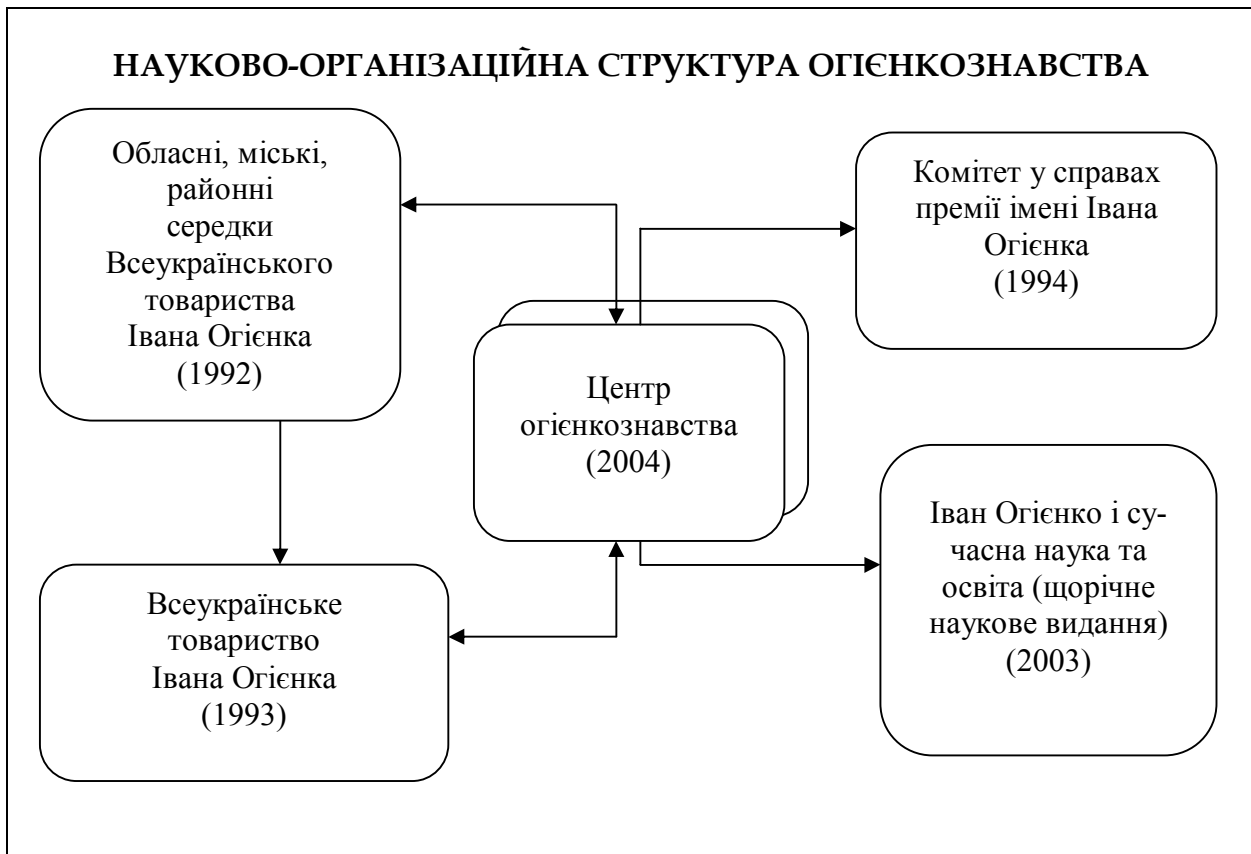 НАУКОВО-ОРГАНІЗАЦІЙНА СТРУКТУРА ОГІЄНКОЗНАВСТВА
Обласні, міські,
районні
середки
Всеукраїнського
товариства
Івана Огієнка
(1992)
Комітет у справах
премії імені Івана
Огієнка
(1994)
Центр
огієнкознавства
(2004)
Всеукраїнське
товариство
Івана Огієнка
(1993)
Іван Огієнко і су-
часна наука та
освіта (щорічне
наукове видання)
(2003)